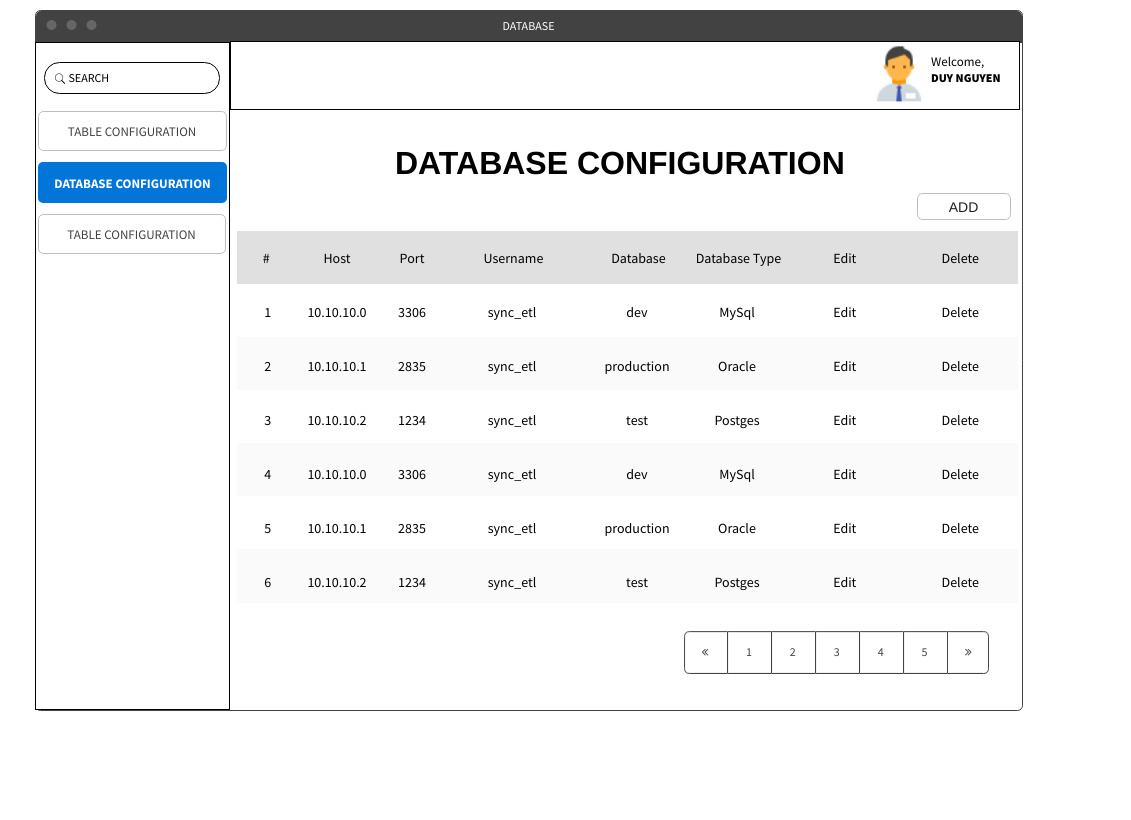 DATABASE
SEARCH
Welcome,
DUY NGUYEN
TABLE CONFIGURATION
DATABASE CONFIGURATION
TABLE CONFIGURATION
DATABASE CONFIGURATION
ADD
# Host Port Username Database Database Type Edit Delete
1 10.10.10.0 3306 sync_etl dev MySql Edit Delete
2 10.10.10.1 2835 sync_etl production Oracle Edit Delete
3 10.10.10.2 1234 sync_etl test Postges Edit Delete
4 10.10.10.0 3306 sync_etl dev MySql Edit Delete
5 10.10.10.1 2835 sync_etl production Oracle Edit Delete
6 10.10.10.2 1234 sync_etl test Postges Edit Delete
« 1 2 3 4 5 »